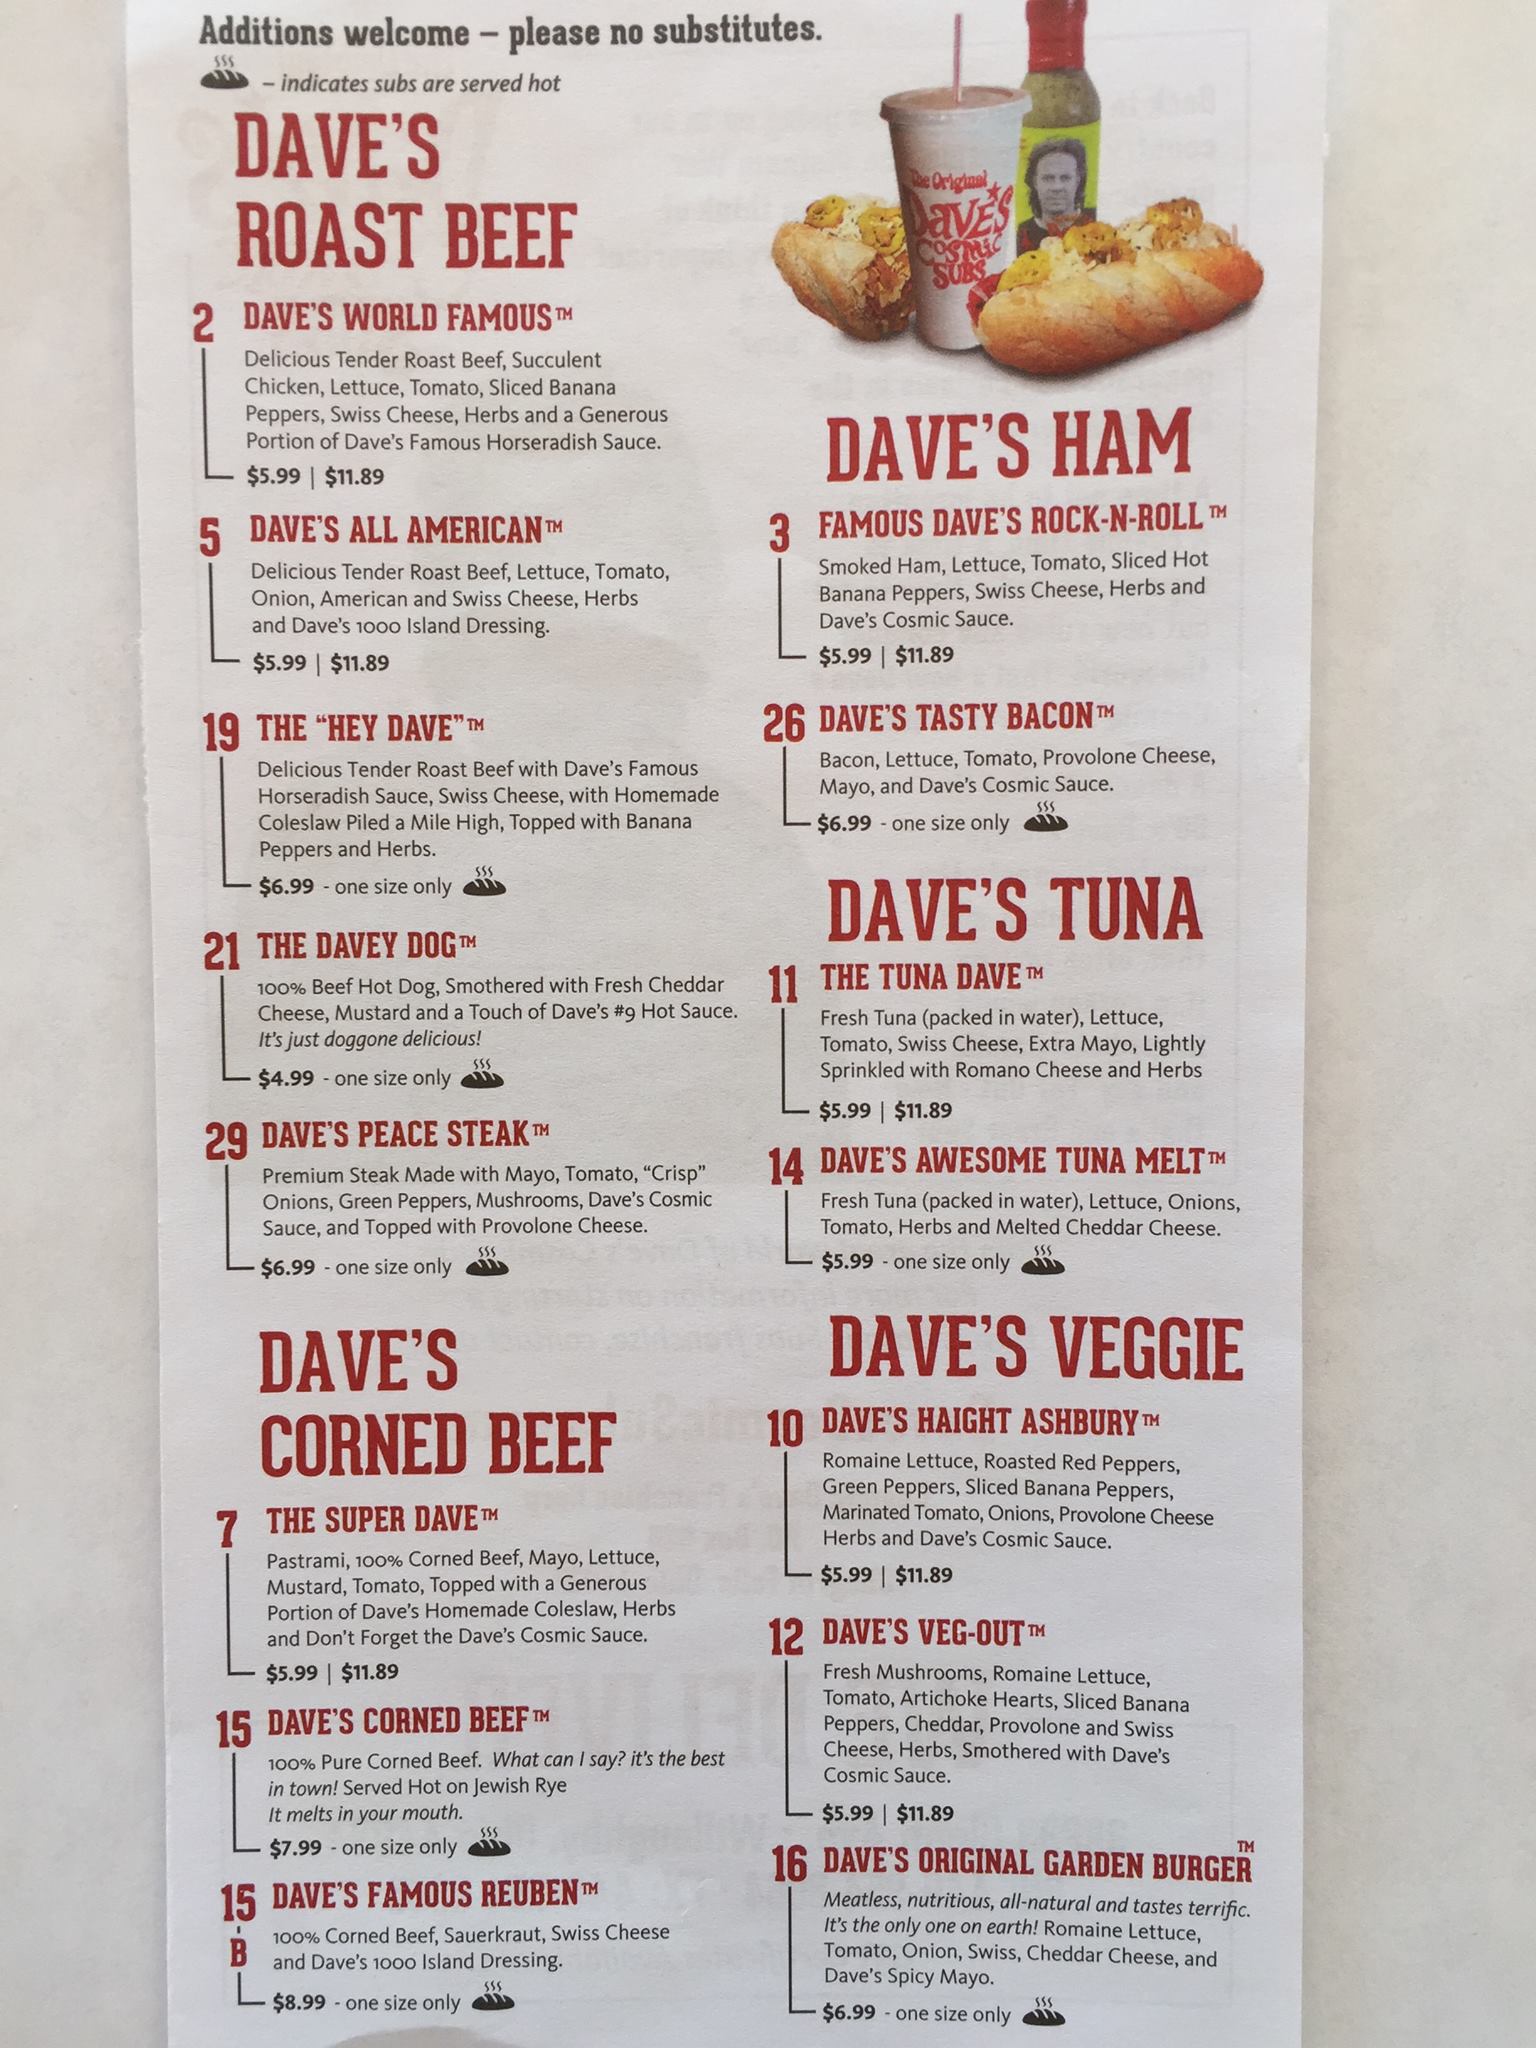 Additions welcome – please no substitutes.
– indicates subs are served hot
DAVE'S
ROAST BEEF
2 DAVE'S WORLD FAMOUS™
Delicious Tender Roast Beef, Succulent
Chicken, Lettuce, Tomato, Sliced Banana
Peppers, Swiss Cheese, Herbs and a Generous
Portion of Dave's Famous Horseradish Sauce.
$5.99 | $11.89
5 DAVE'S ALL AMERICAN™
Delicious Tender Roast Beef, Lettuce, Tomato,
Onion, American and Swiss Cheese, Herbs
and Dave's 1000 Island Dressing.
$5.99 | $11.89
19 THE "HEY DAVE"™
Delicious Tender Roast Beef with Dave's Famous
Horseradish Sauce, Swiss Cheese, with Homemade
Coleslaw Piled a Mile High, Topped with Banana
Peppers and Herbs.
$6.99 - one size only
21 THE DAVEY DOG™
100% Beef Hot Dog, Smothered with Fresh Cheddar
Cheese, Mustard and a Touch of Dave's #9 Hot Sauce.
It's just doggone delicious!
$4.99 - one size only
29 DAVE'S PEACE STEAK™
Premium Steak Made with Mayo, Tomato, "Crisp"
Onions, Green Peppers, Mushrooms, Dave's Cosmic
Sauce, and Topped with Provolone Cheese.
$6.99 - one size only
DAVE'S
CORNED BEEF
7 THE SUPER DAVE™
Pastrami, 100% Corned Beef, Mayo, Lettuce,
Mustard, Tomato, Topped with a Generous
Portion of Dave's Homemade Coleslaw, Herbs
and Don't Forget the Dave's Cosmic Sauce.
$5.99 | $11.89
15 DAVE'S CORNED BEEF™
100% Pure Corned Beef. What can I say? it's the best
in town! Served Hot on Jewish Rye
It melts in your mouth.
$7.99 - one size only
15 DAVE'S FAMOUS REUBEN™
B
100% Corned Beef, Sauerkraut, Swiss Cheese
and Dave's 1000 Island Dressing.
$8.99 - one size only
The Original
Dave's
COSMIC
SUBS
DAVE'S HAM
3 FAMOUS DAVE'S ROCK-N-ROLL™
Smoked Ham, Lettuce, Tomato, Sliced Hot
Banana Peppers, Swiss Cheese, Herbs and
Dave's Cosmic Sauce.
$5.99 | $11.89
26 DAVE'S TASTY BACON™
Bacon, Lettuce, Tomato, Provolone Cheese,
Mayo, and Dave's Cosmic Sauce.
$6.99 - one size only
DAVE'S TUNA
11 THE TUNA DAVE™
Fresh Tuna (packed in water), Lettuce,
Tomato, Swiss Cheese, Extra Mayo, Lightly
Sprinkled with Romano Cheese and Herbs
$5.99 | $11.89
14 DAVE'S AWESOME TUNA MELT™
Fresh Tuna (packed in water), Lettuce, Onions,
Tomato, Herbs and Melted Cheddar Cheese.
$5.99 - one size only
DAVE'S VEGGIE
10 DAVE'S HAIGHT ASHBURY™
Romaine Lettuce, Roasted Red Peppers,
Green Peppers, Sliced Banana Peppers,
Marinated Tomato, Onions, Provolone Cheese
Herbs and Dave's Cosmic Sauce.
$5.99 | $11.89
12 DAVE'S VEG-OUT™
Fresh Mushrooms, Romaine Lettuce,
Tomato, Artichoke Hearts, Sliced Banana
Peppers, Cheddar, Provolone and Swiss
Cheese, Herbs, Smothered with Dave's
Cosmic Sauce.
$5.99 | $11.89
16 DAVE'S ORIGINAL GARDEN BURGER™
Meatless, nutritious, all-natural and tastes terrific.
It's the only one on earth! Romaine Lettuce,
Tomato, Onion, Swiss, Cheddar Cheese, and
Dave's Spicy Mayo.
$6.99 - one size only